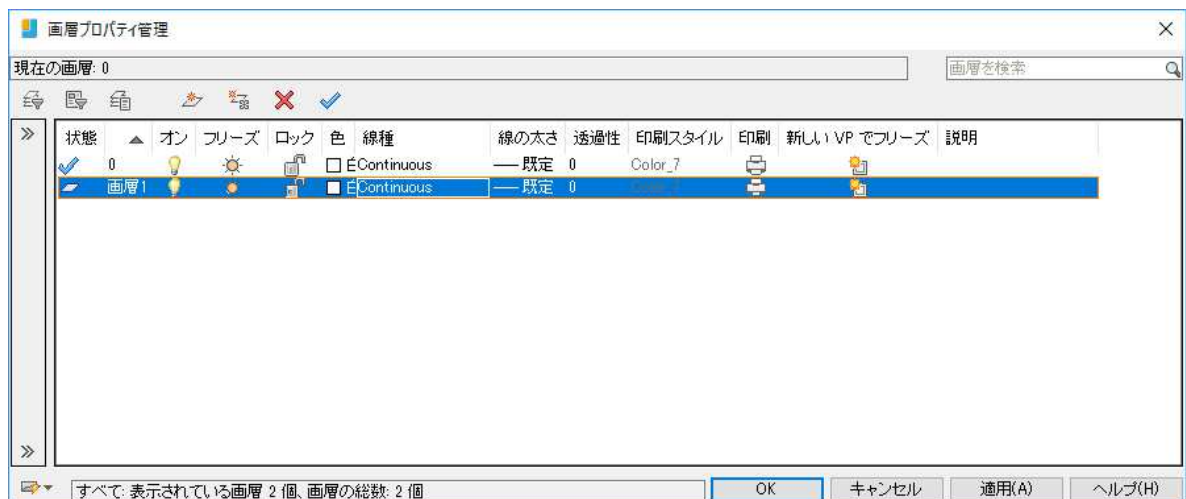 画層プロパティ管理
現在の画層: 0
画層を検索
状態 オン フリーズ ロック 色 線種 線の太さ 透過性 印刷スタイル 印刷 新しい VP でフリーズ 説明
0 Continuous 既定 0 Color_7
画層1 Continuous 既定 0
すべて: 表示されている画層 2 個、画層の総数: 2 個
OK キャンセル 適用(A) ヘルプ(H)